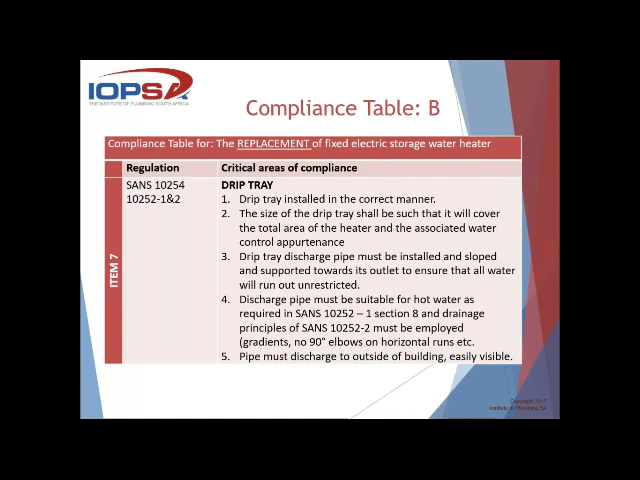 IOPSA
THE INSTITUTE OF PLUMBING SOUTH AFRICA
Compliance Table: B
Compliance Table for: The REPLACEMENT of fixed electric storage water heater
Regulation
Critical areas of compliance
ITEM 7
SANS 10254
10252-1&2
DRIP TRAY
1. Drip tray installed in the correct manner.
2. The size of the drip tray shall be such that it will cover
the total area of the heater and the associated water
control appurtenance
3. Drip tray discharge pipe must be installed and sloped
and supported towards its outlet to ensure that all water
will run out unrestricted.
4. Discharge pipe must be suitable for hot water as
required in SANS 10252 – 1 section 8 and drainage
principles of SANS 10252-2 must be employed
(gradients, no 90° elbows on horizontal runs etc.
5. Pipe must discharge to outside of building, easily visible.
Copyright 2017
Institute of Plumbing SA